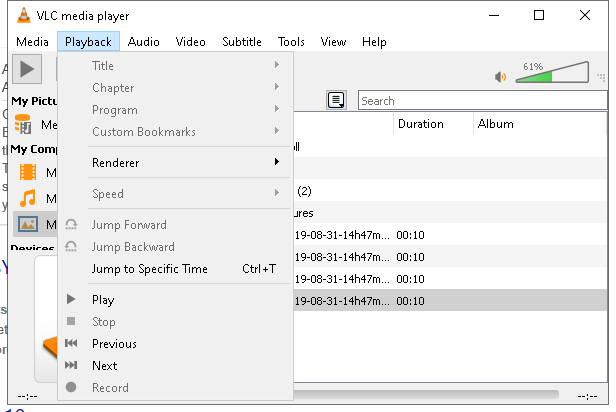 VLC media player
Media Playback Audio Video Subtitle Tools View Help
61%
Title
Chapter
Program
Custom Bookmarks
Renderer
Speed
Jump Forward
Jump Backward
Jump to Specific Time Ctrl+T
Play
Stop
Previous
Next
Record
My Pictu
Me
My Comp
M
M
M
Devices
Search
Duration Album
(2)
ures
19-08-31-14h47m... 00:10
19-08-31-14h47m... 00:10
19-08-31-14h47m... 00:10
19-08-31-14h47m... 00:10
--:-- --:--